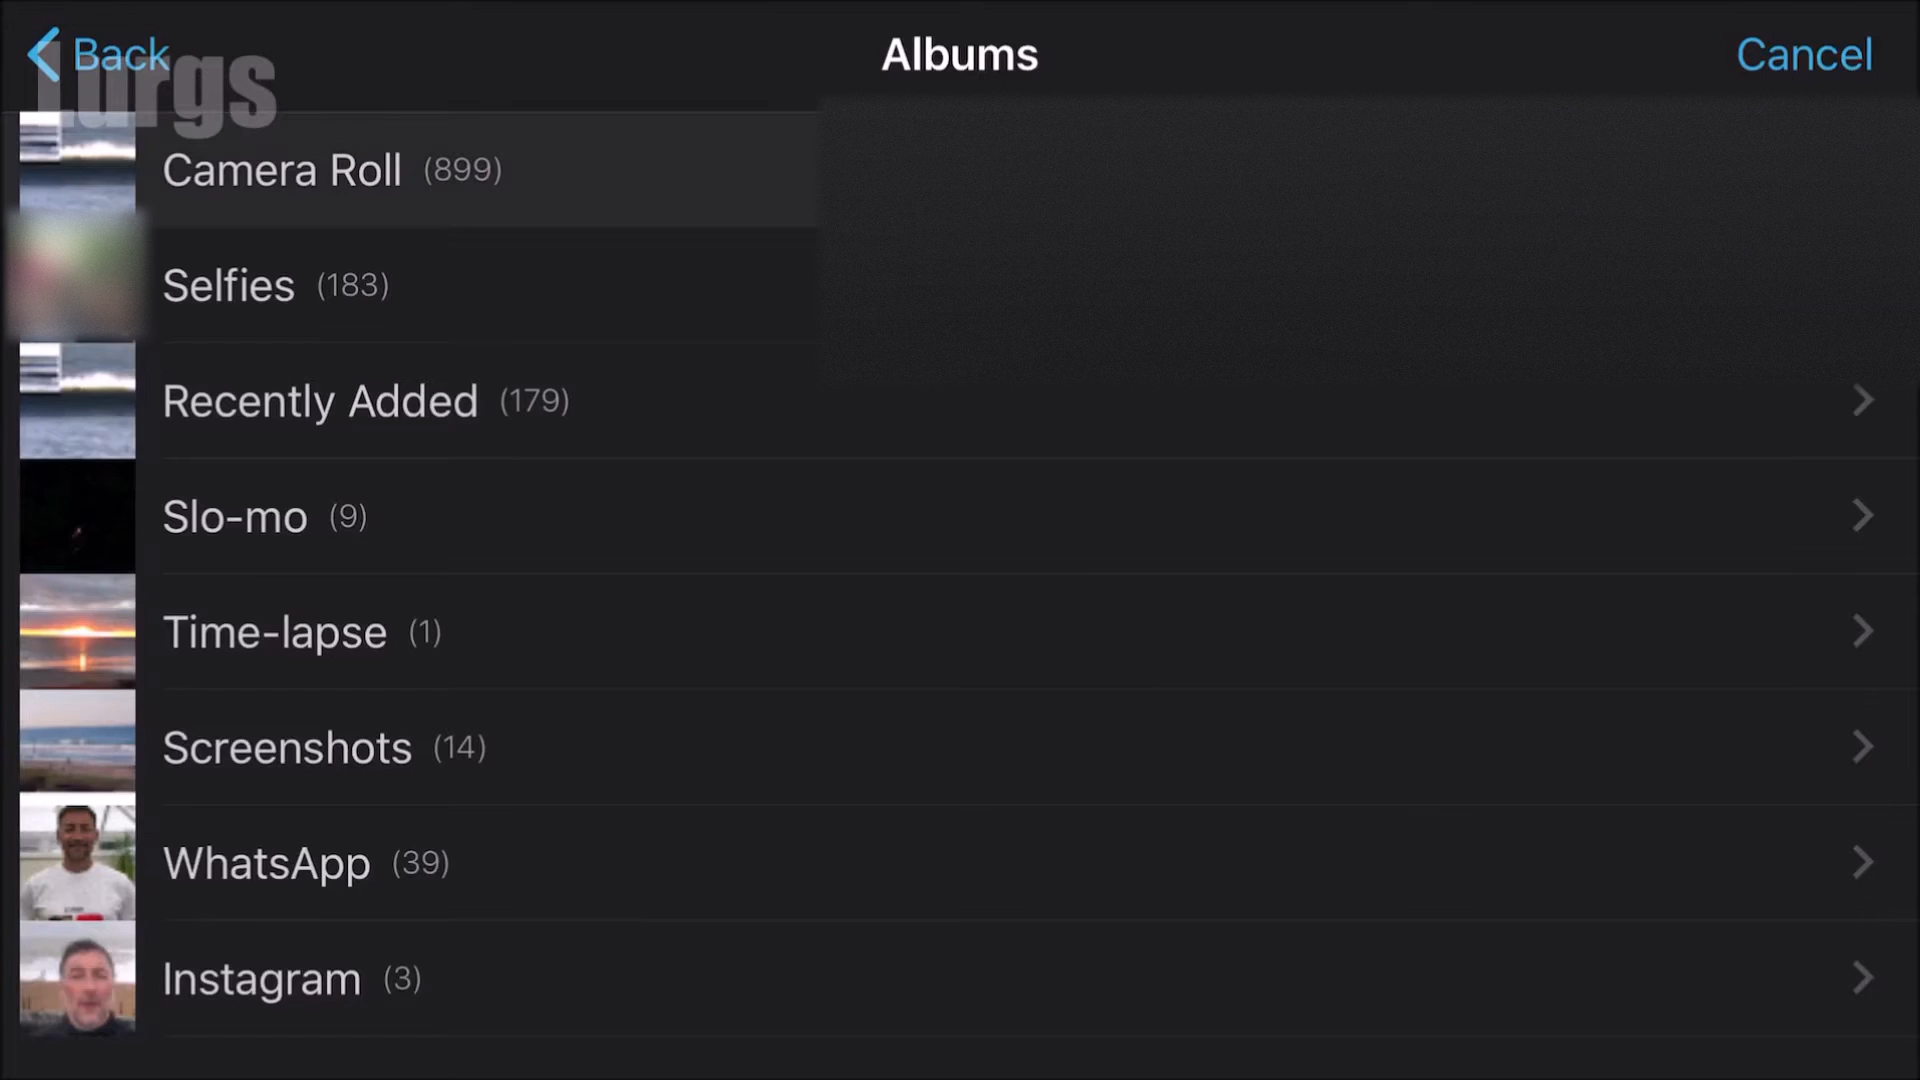 Back
Albums
Cancel
Lurgs
Camera Roll (899)
Selfies (183)
Recently Added (179)
Slo-mo (9)
Time-lapse (1)
Screenshots (14)
WhatsApp (39)
Instagram (3)